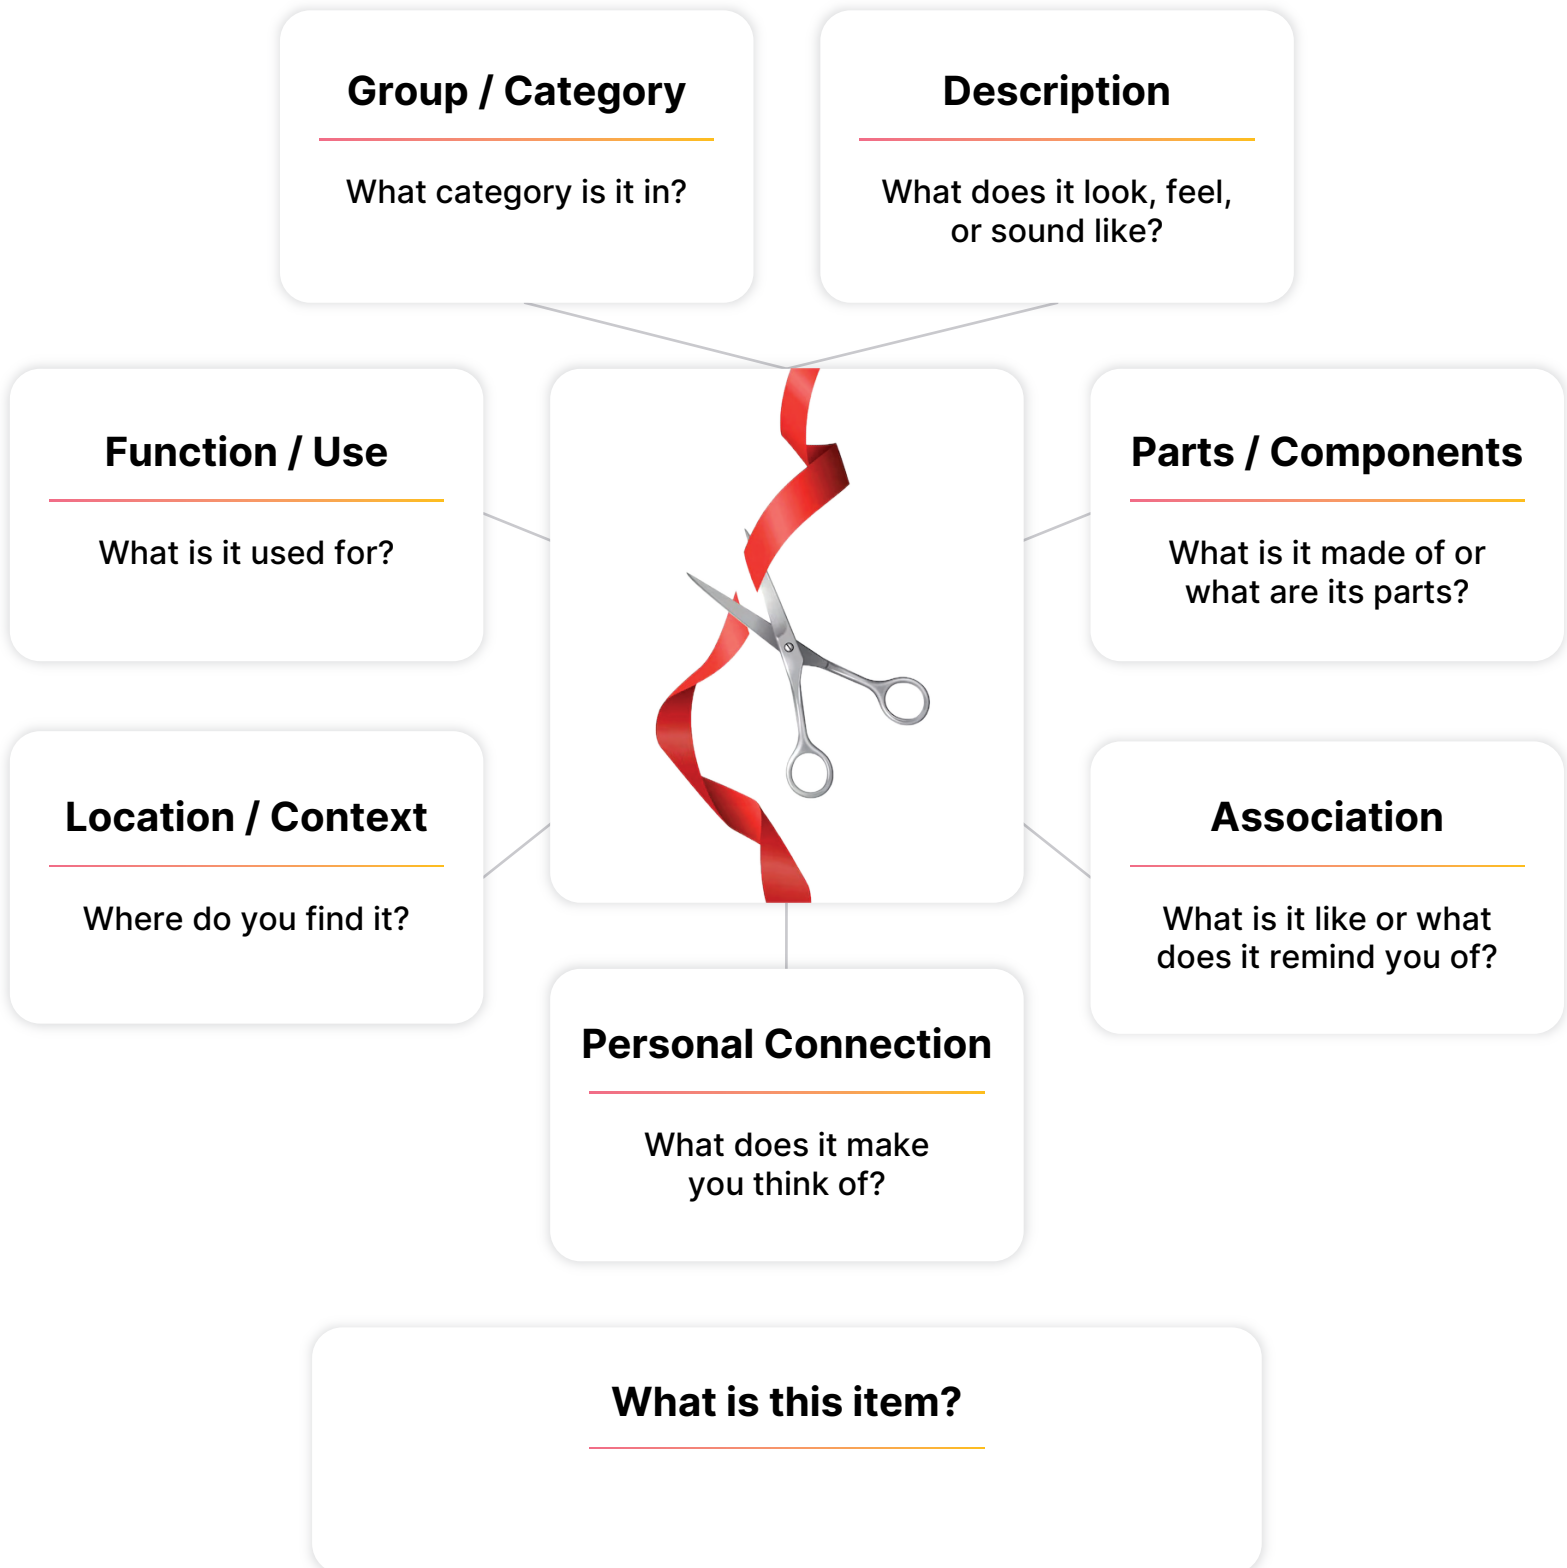 Group / Category
What category is it in?
Description
What does it look, feel,
or sound like?
Function / Use
What is it used for?
Parts / Components
What is it made of or
what are its parts?
Location / Context
Where do you find it?
Association
What is it like or what
does it remind you of?
Personal Connection
What does it make
you think of?
What is this item?